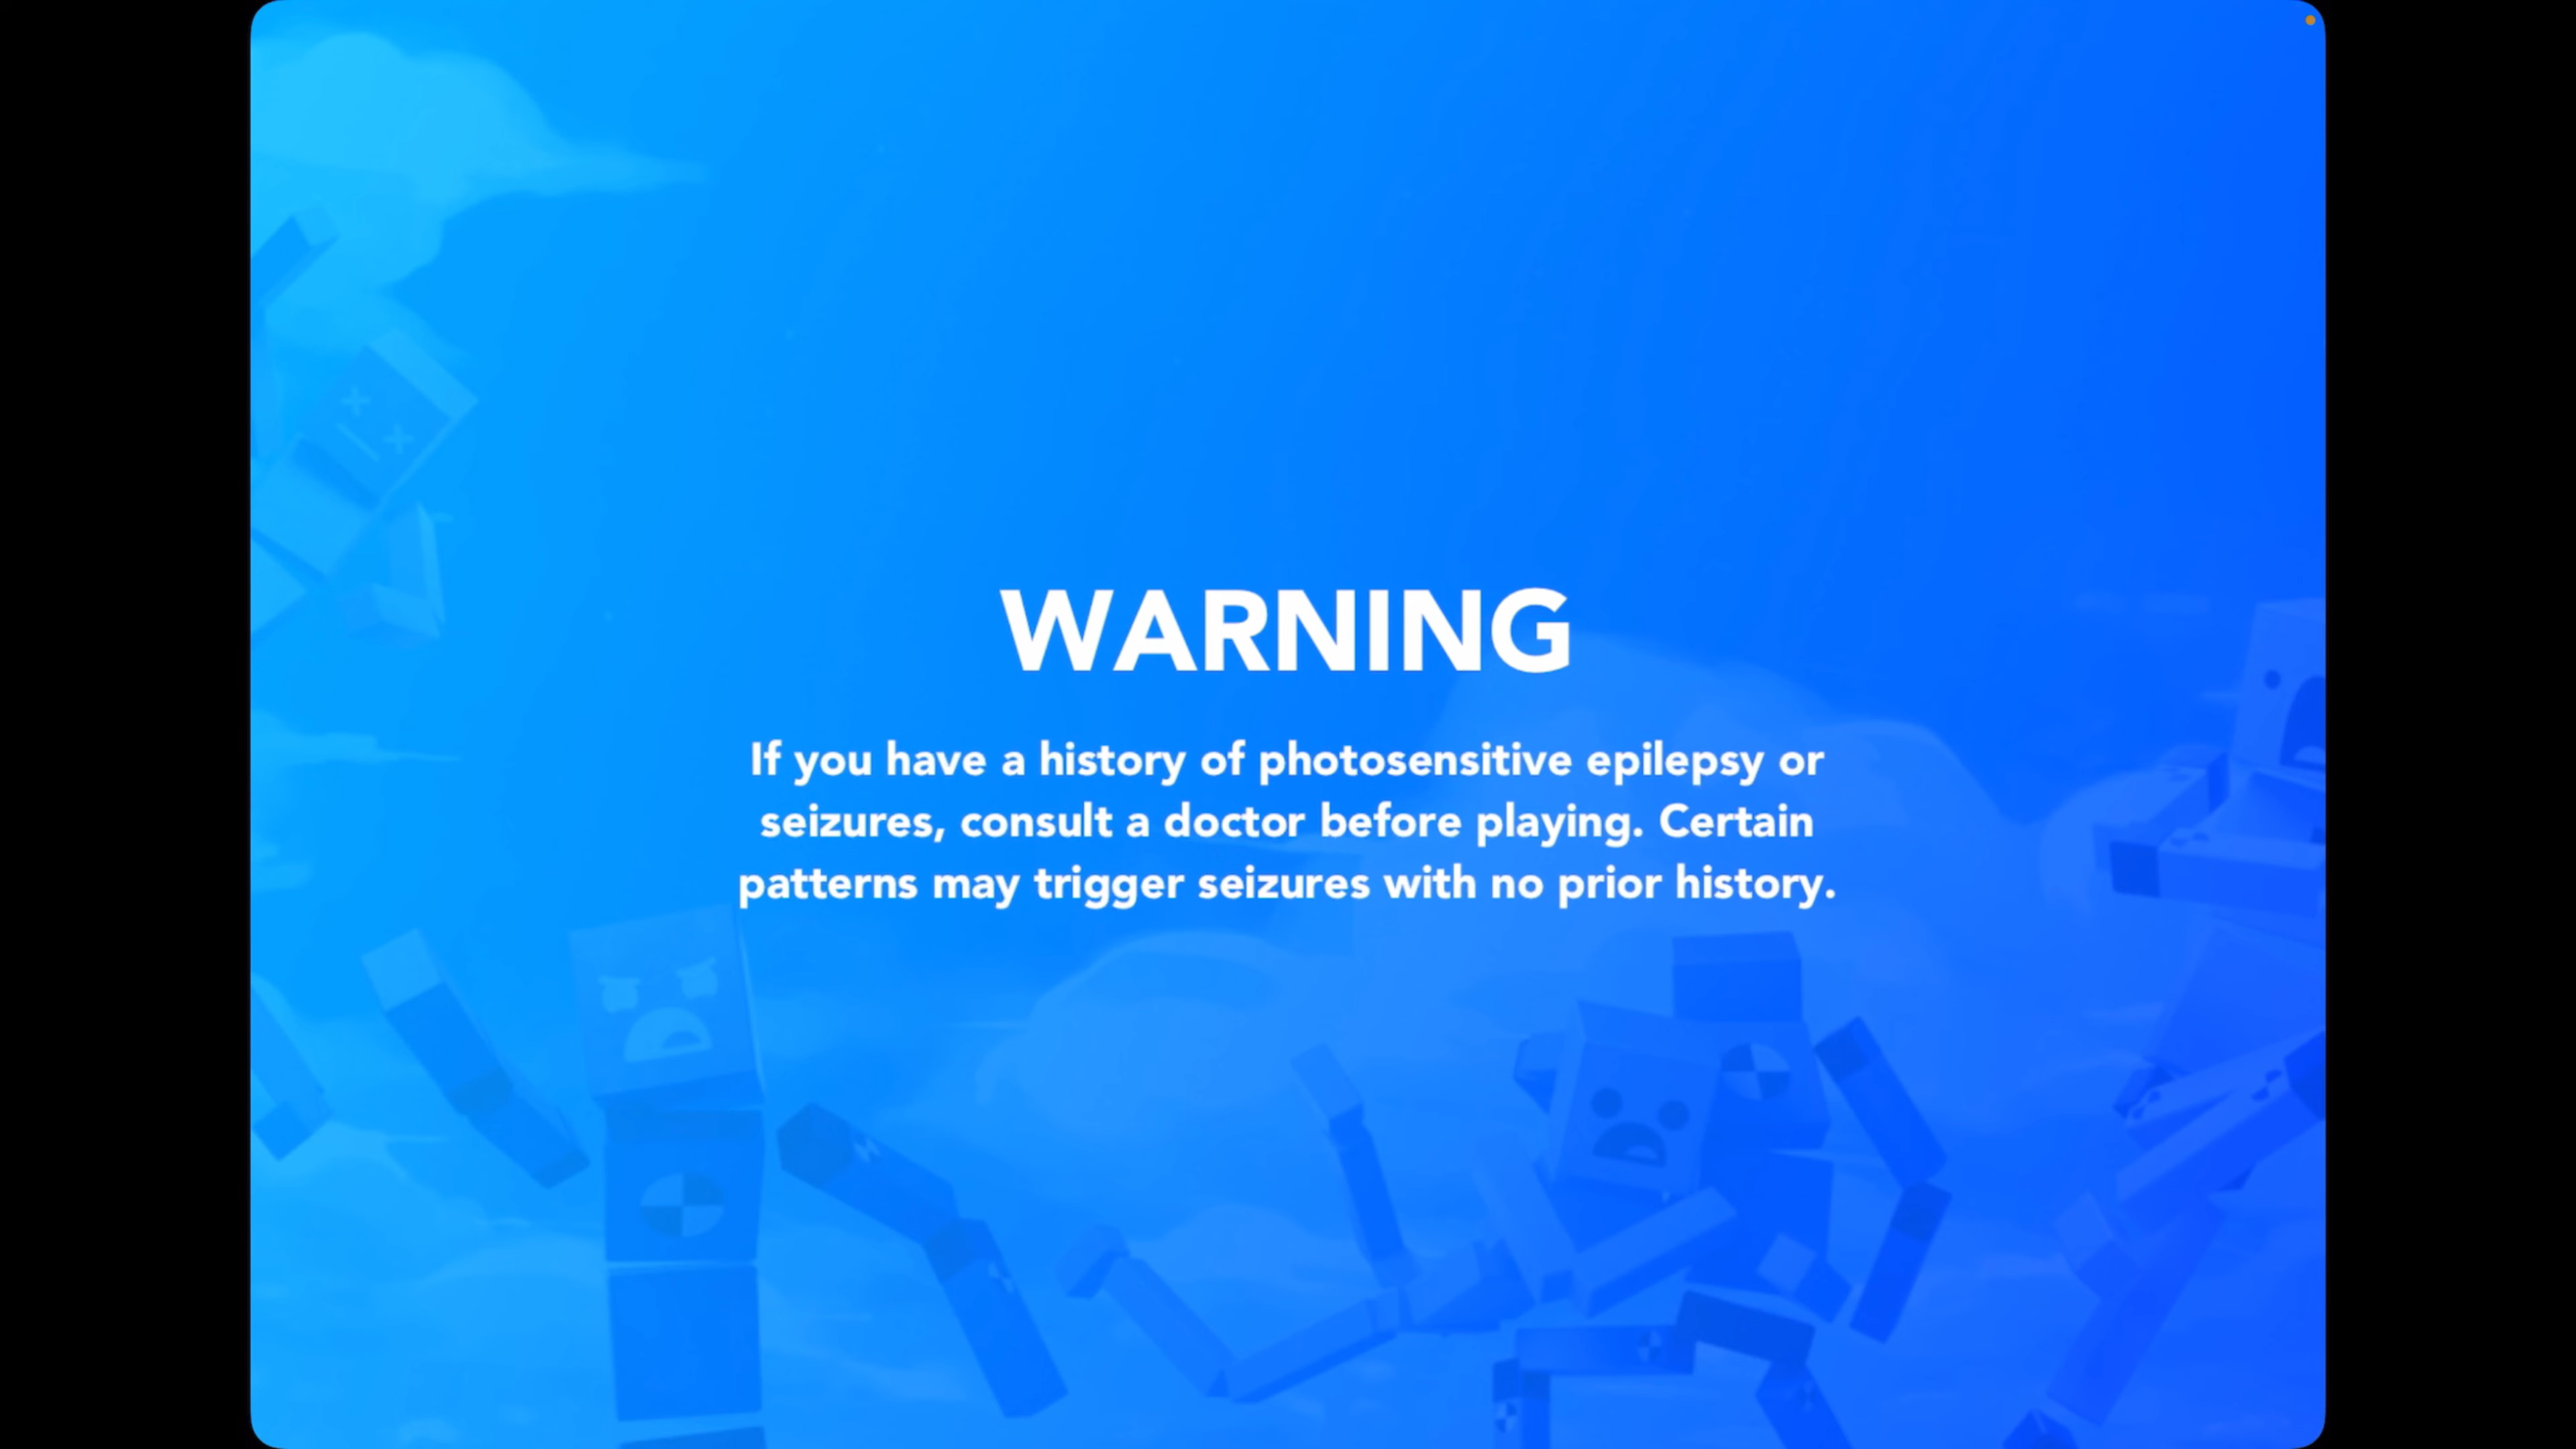 WARNING
If you have a history of photosensitive epilepsy or
seizures, consult a doctor before playing. Certain
patterns may trigger seizures with no prior history.